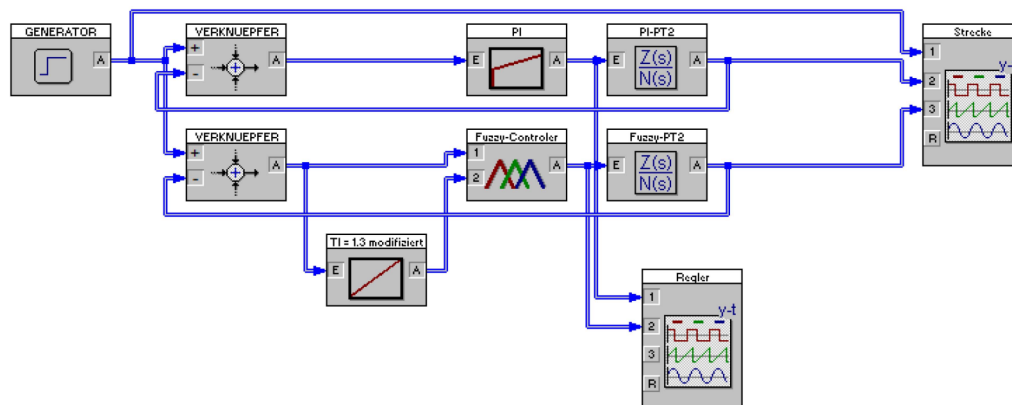 GENERATOR
A
VERKNUEPFER
+
-
A
PI
E
A
PI-PT2
E
Z(s)
N(s)
A
Strecke
1
2
3
R
y-
VERKNUEPFER
+
-
A
Fuzzy-Controler
1
2
A
Fuzzy-PT2
E
Z(s)
N(s)
A
TI = 1.3 modifiziert
E
A
Regler
1
2
3
R
y-t